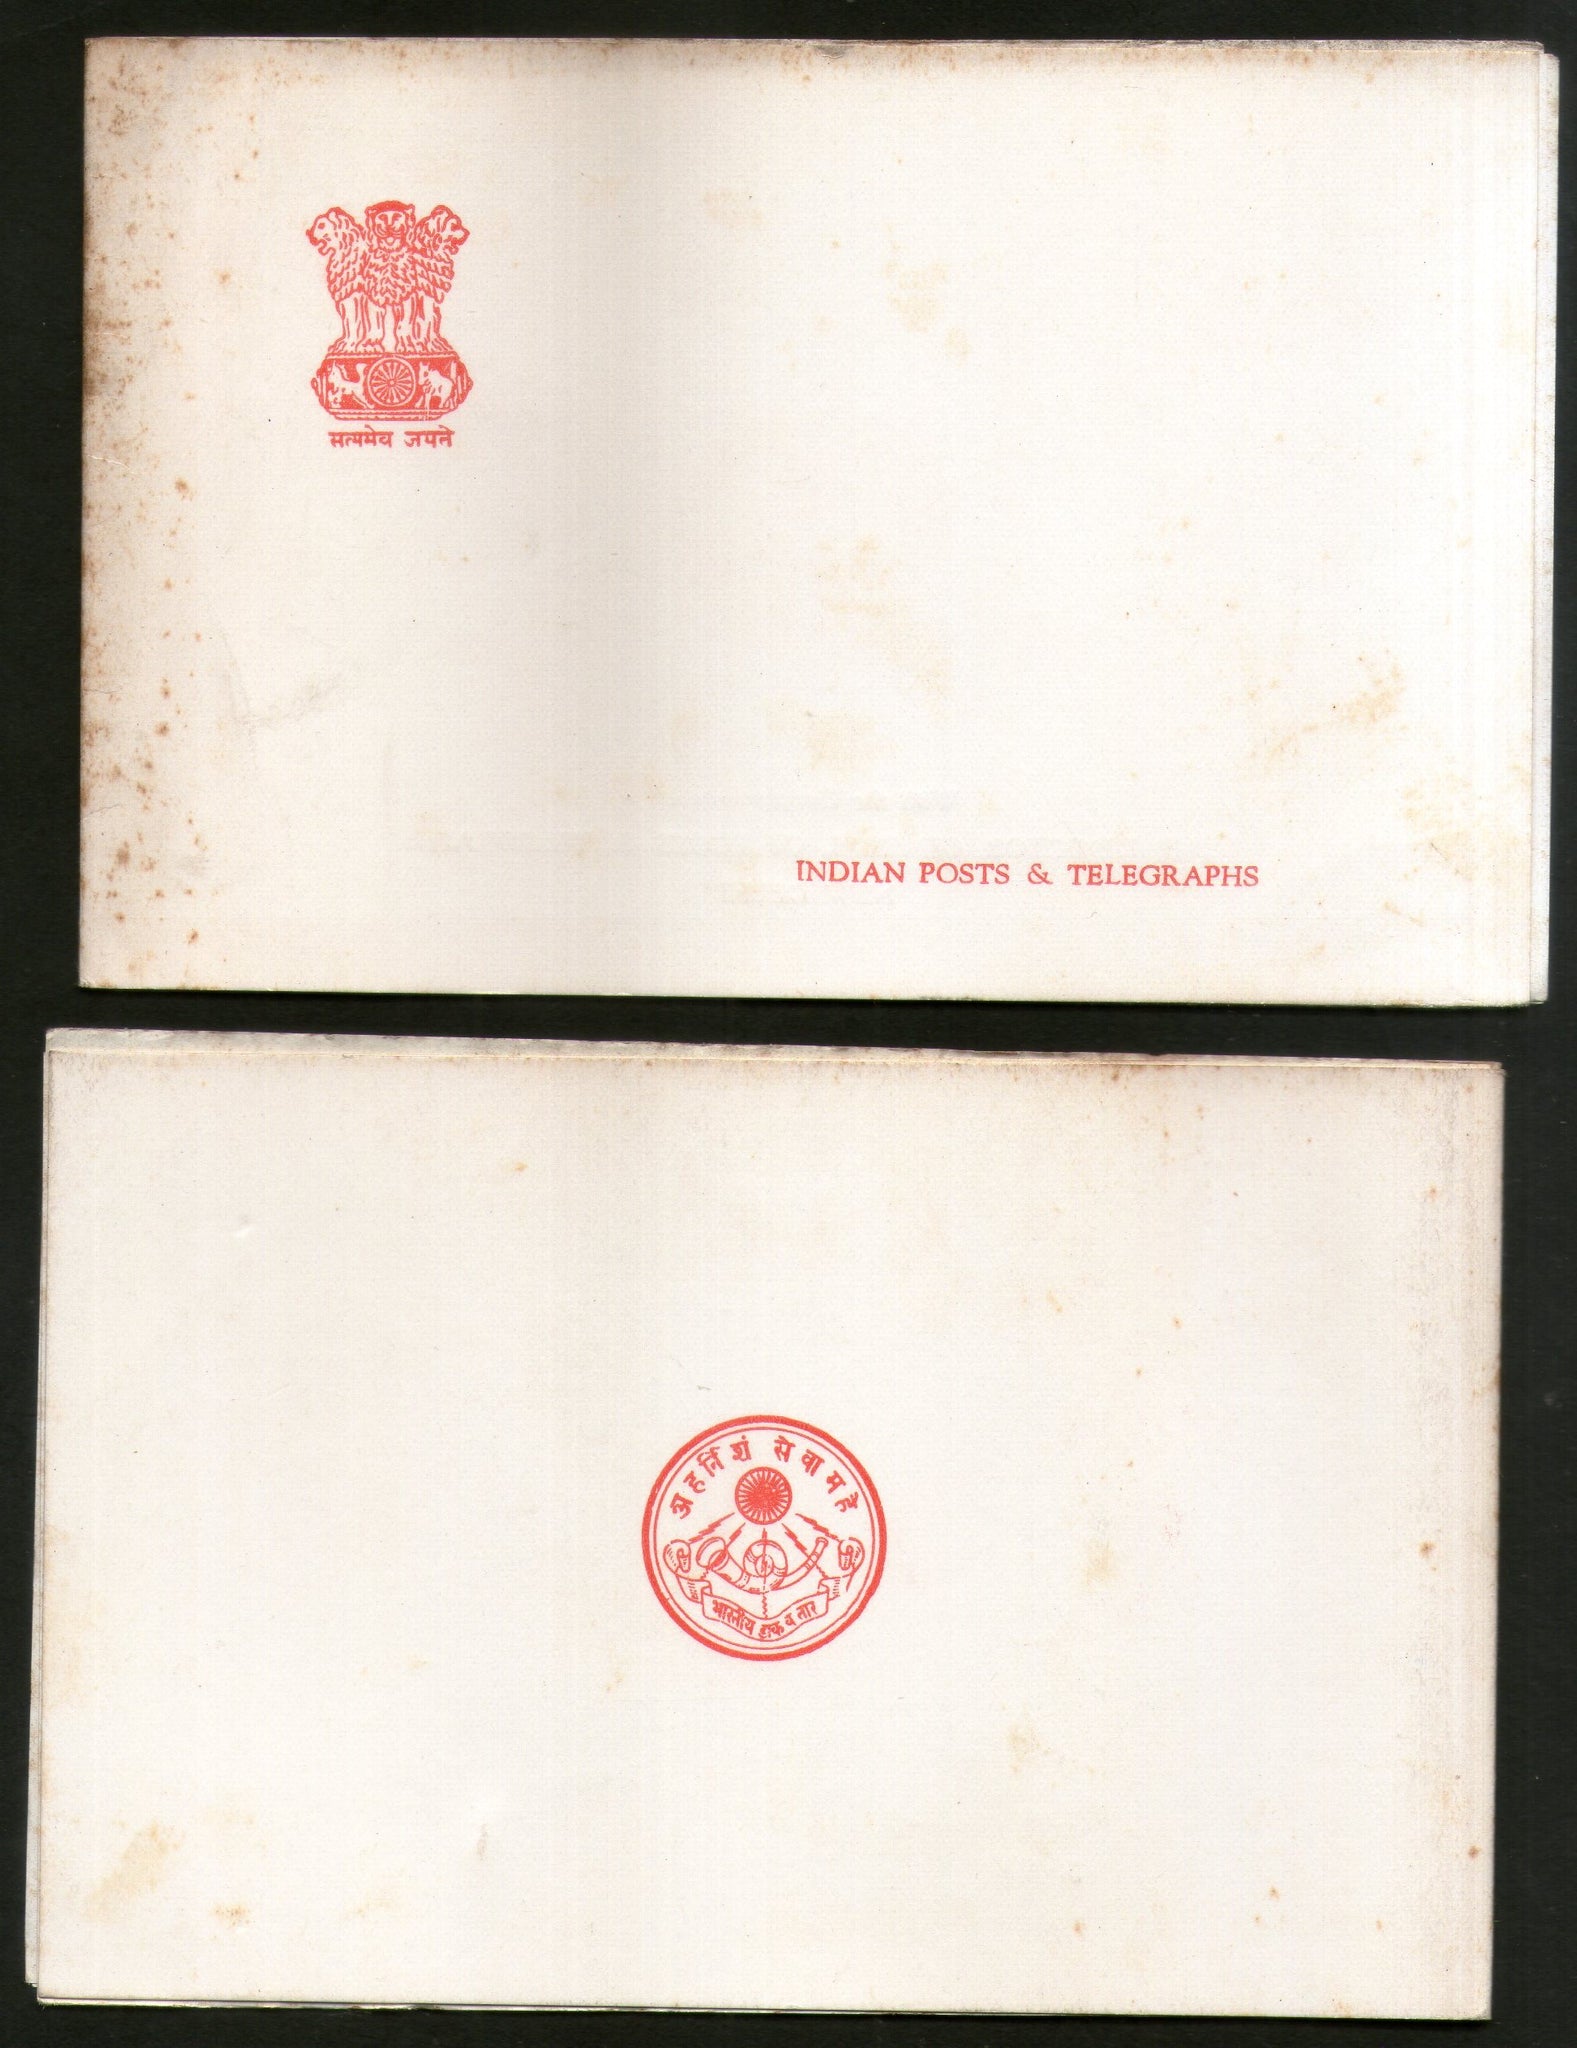 सत्यमेव जयते
INDIAN POSTS & TELEGRAPHS
अहर्निशं सेवामहे
भारतीय डाक व तार